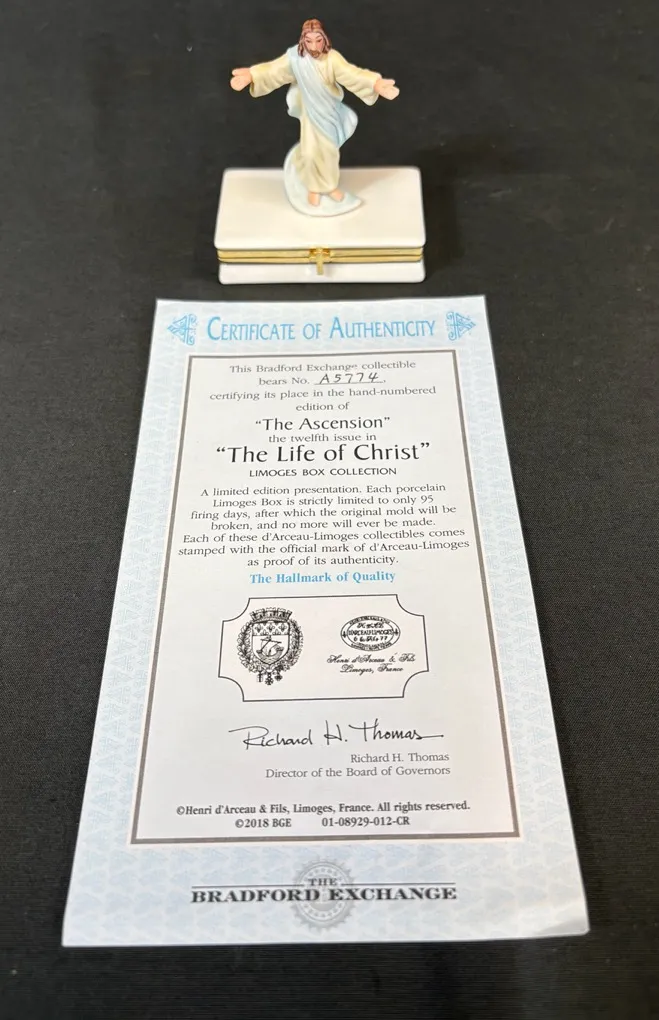 CERTIFICATE OF AUTHENTICITY
This Bradford Exchange collectible
bears No. A5774,
certifying its place in the hand-numbered
edition of
"The Ascension"
the twelfth issue in
"The Life of Christ"
LIMOGES BOX COLLECTION
A limited edition presentation. Each porcelain
Limoges Box is strictly limited to only 95
firing days, after which the original mold will be
broken, and no more will ever be made.
Each of these d'Arceau-Limoges collectibles comes
stamped with the official mark of d'Arceau-Limoges
as proof of its authenticity.
The Hallmark of Quality
D'ARCEAU-LIMOGES
Henri d'Arceau & Fils
Limoges, France
Richard H. Thomas
Richard H. Thomas
Director of the Board of Governors
©Henri d'Arceau & Fils, Limoges, France. All rights reserved.
©2018 BGE 01-08929-012-CR
THE
BRADFORD EXCHANGE